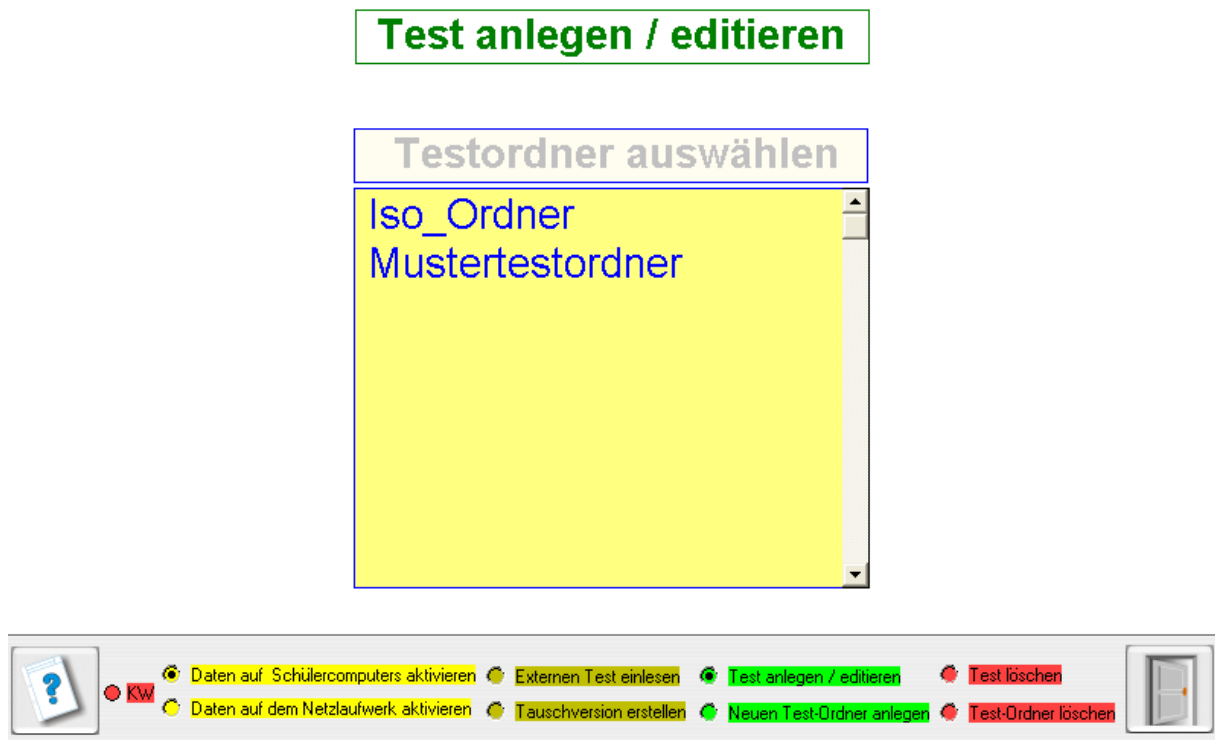 Test anlegen / editieren
Testordner auswählen
Iso_Ordner
Mustertestordner
?
KW
Daten auf Schülercomputers aktivieren
Externen Test einlesen
Test anlegen / editieren
Test löschen
Daten auf dem Netzlaufwerk aktivieren
Tauschversion erstellen
Neuen Test-Ordner anlegen
Test-Ordner löschen